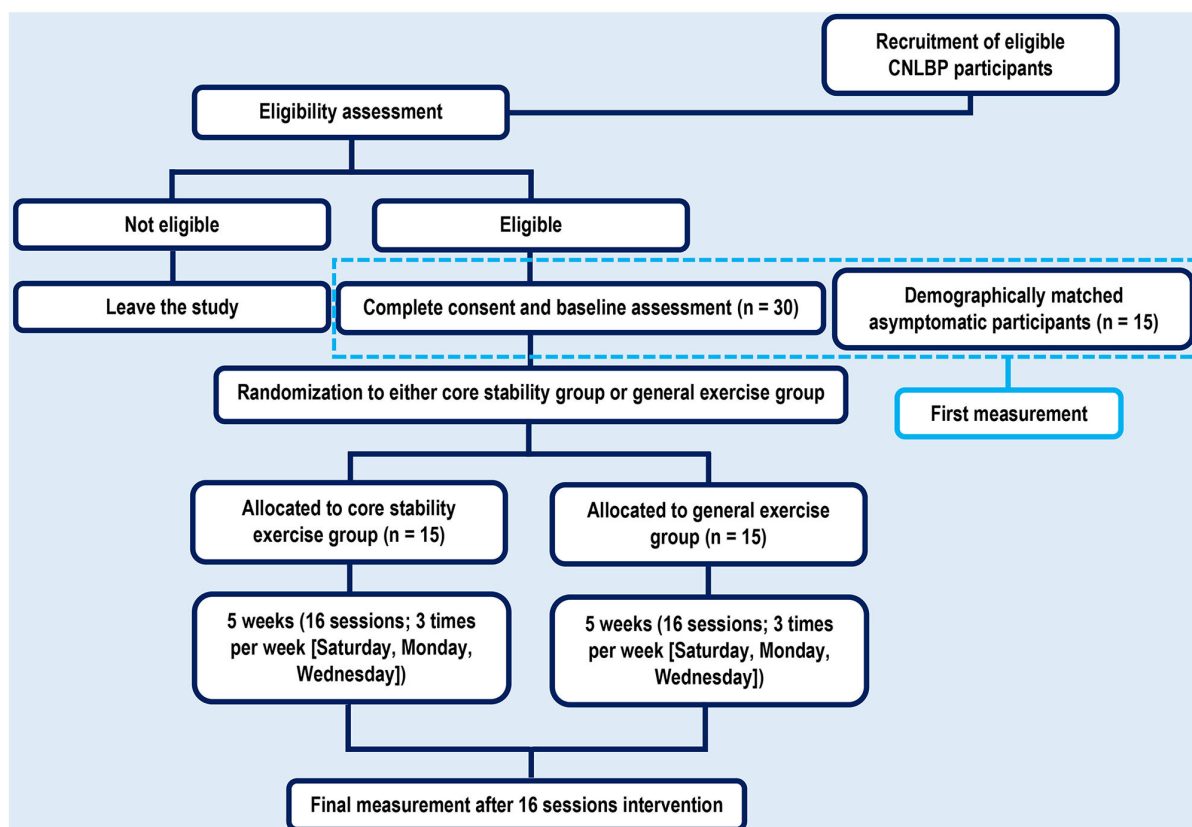 Recruitment of eligible
CNLBP participants
Eligibility assessment
Not eligible
Eligible
Leave the study
Complete consent and baseline assessment (n = 30)
Demographically matched
asymptomatic participants (n = 15)
Randomization to either core stability group or general exercise group
First measurement
Allocated to core stability
exercise group (n = 15)
Allocated to general exercise
group (n = 15)
5 weeks (16 sessions; 3 times
per week [Saturday, Monday,
Wednesday])
5 weeks (16 sessions; 3 times
per week [Saturday, Monday,
Wednesday])
Final measurement after 16 sessions intervention